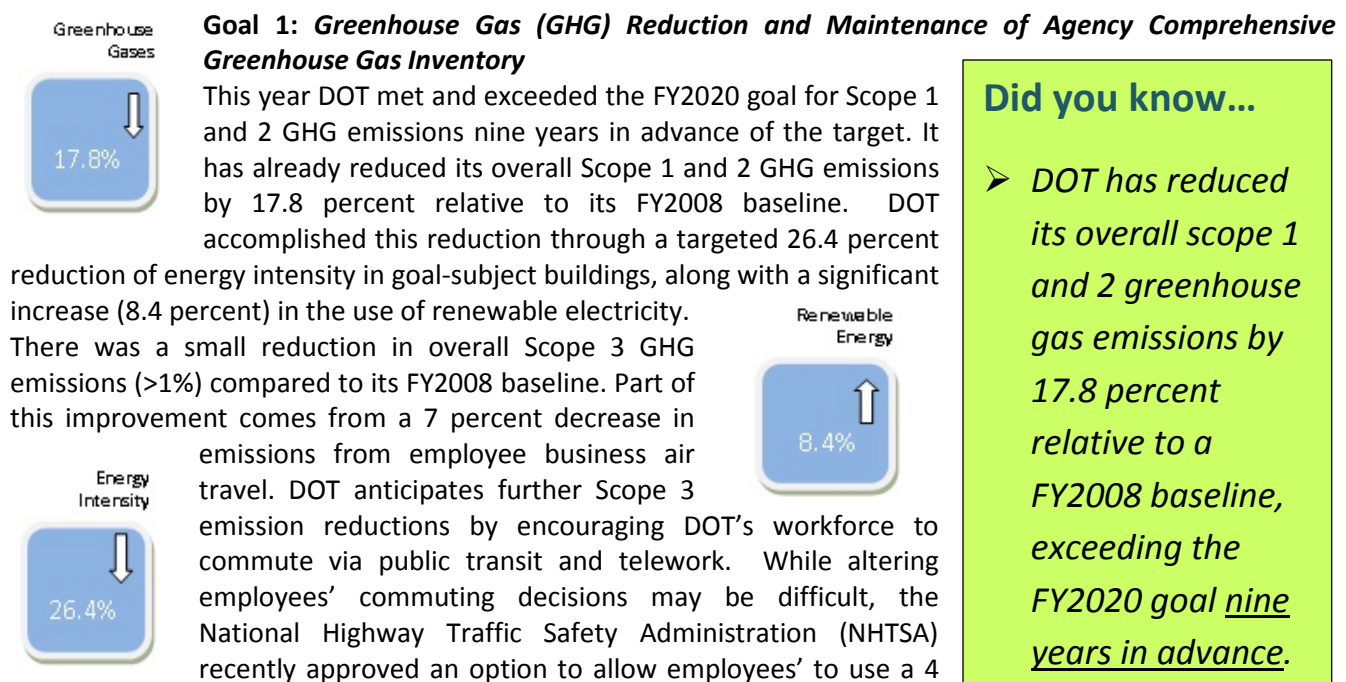 Greenhouse
Gases
17.8%
Goal 1: Greenhouse Gas (GHG) Reduction and Maintenance of Agency Comprehensive
Greenhouse Gas Inventory
This year DOT met and exceeded the FY2020 goal for Scope 1
and 2 GHG emissions nine years in advance of the target. It
has already reduced its overall Scope 1 and 2 GHG emissions
by 17.8 percent relative to its FY2008 baseline. DOT
accomplished this reduction through a targeted 26.4 percent
reduction of energy intensity in goal-subject buildings, along with a significant
increase (8.4 percent) in the use of renewable electricity.
There was a small reduction in overall Scope 3 GHG
emissions (>1%) compared to its FY2008 baseline. Part of
this improvement comes from a 7 percent decrease in
emissions from employee business air
travel. DOT anticipates further Scope 3
emission reductions by encouraging DOT’s workforce to
commute via public transit and telework. While altering
employees’ commuting decisions may be difficult, the
National Highway Traffic Safety Administration (NHTSA)
recently approved an option to allow employees’ to use a 4
Renewable
Energy
8.4%
Energy
Intensity
26.4%
Did you know…
➢ DOT has reduced
its overall scope 1
and 2 greenhouse
gas emissions by
17.8 percent
relative to a
FY2008 baseline,
exceeding the
FY2020 goal nine
years in advance.